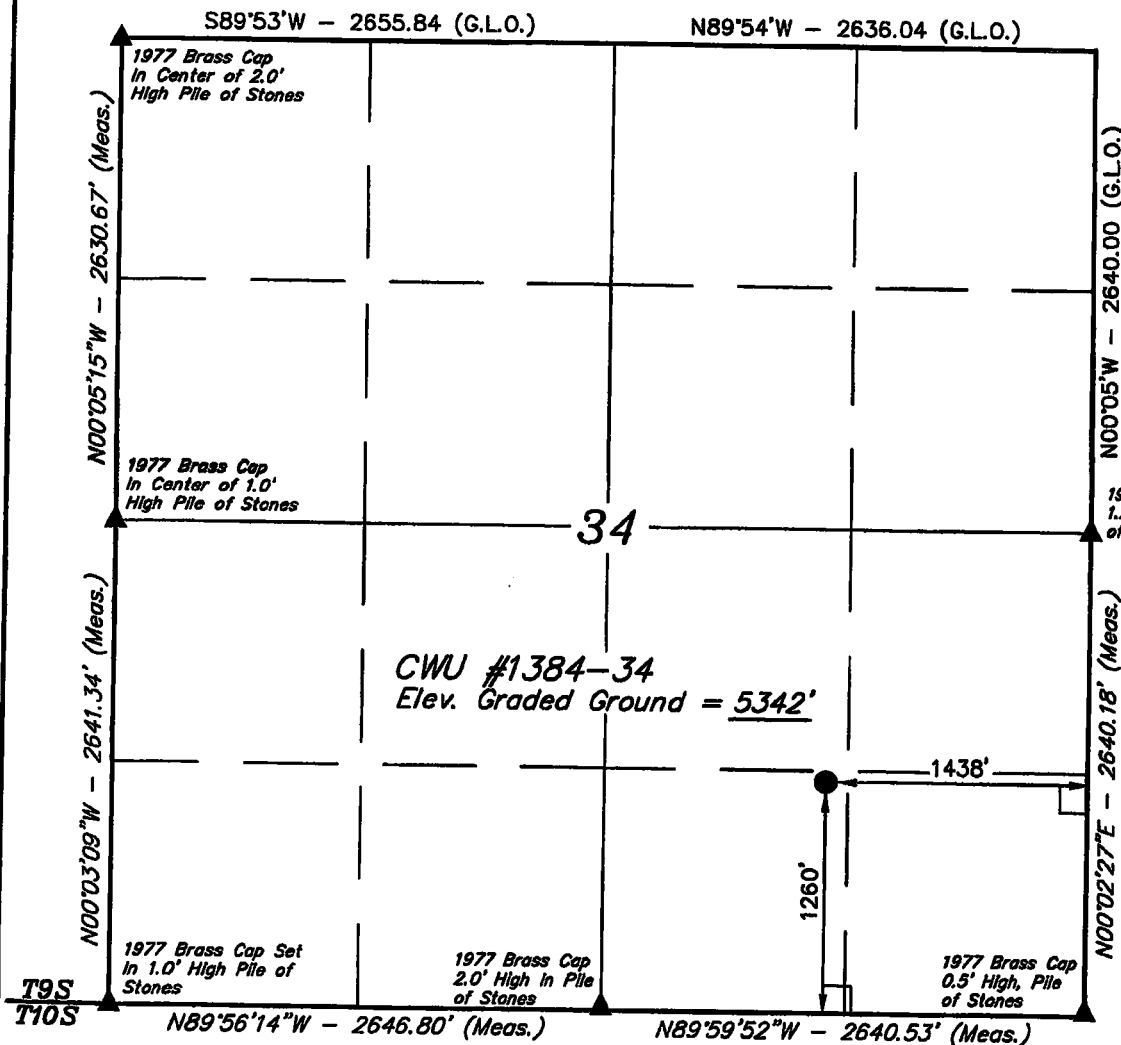 S89°53'W - 2655.84 (G.L.O.)
N89°54'W - 2636.04 (G.L.O.)
1977 Brass Cap
In Center of 2.0'
High Pile of Stones
N00°05'15"W - 2630.67' (Meas.)
N00°05'W - 2640.00 (G.L.O.)
1977 Brass Cap
In Center of 1.0'
High Pile of Stones
34
CWU #1384-34
Elev. Graded Ground = 5342'
N00°03'09"W - 2641.34' (Meas.)
N00°02'27"E - 2640.18' (Meas.)
1438'
1260'
1977 Brass Cap Set
In 1.0' High Pile of
Stones
1977 Brass Cap
2.0' High in Pile
of Stones
1977 Brass Cap
0.5' High, Pile
of Stones
T9S
T10S
N89°56'14"W - 2646.80' (Meas.)
N89°59'52"W - 2640.53' (Meas.)